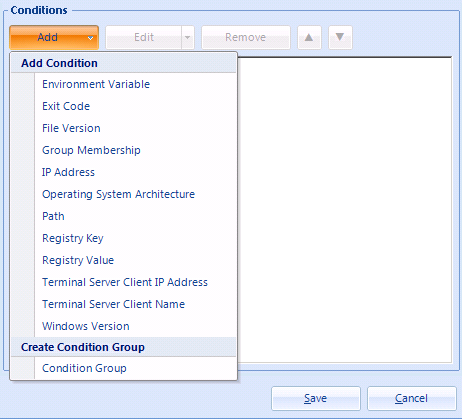 Conditions
Add Edit Remove
Add Condition
Environment Variable
Exit Code
File Version
Group Membership
IP Address
Operating System Architecture
Path
Registry Key
Registry Value
Terminal Server Client IP Address
Terminal Server Client Name
Windows Version
Create Condition Group
Condition Group
Save Cancel